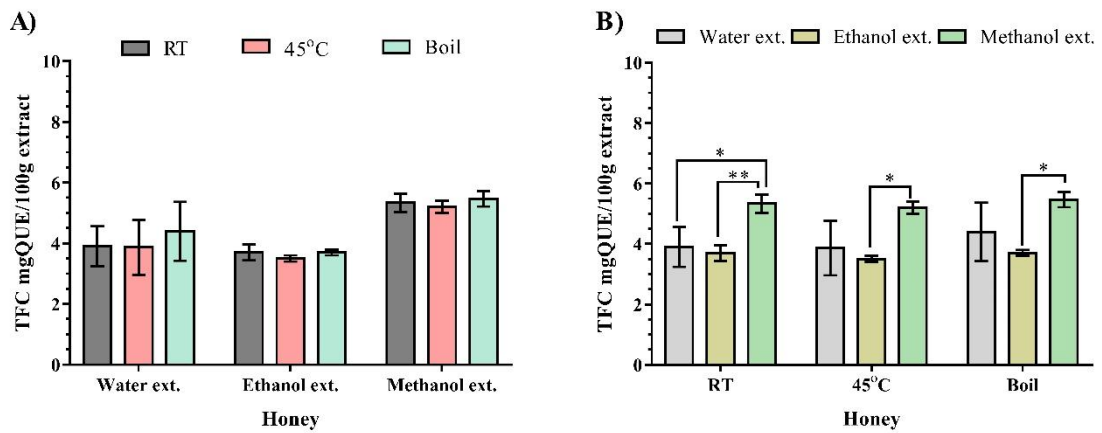 A)
RT 45°C Boil
TFC mgQUE/100g extract
10
8
6
4
2
0
Water ext. Ethanol ext. Methanol ext.
Honey
B)
Water ext. Ethanol ext. Methanol ext.
TFC mgQUE/100g extract
10
8
6
4
2
0
*
**
*
*
RT 45°C Boil
Honey